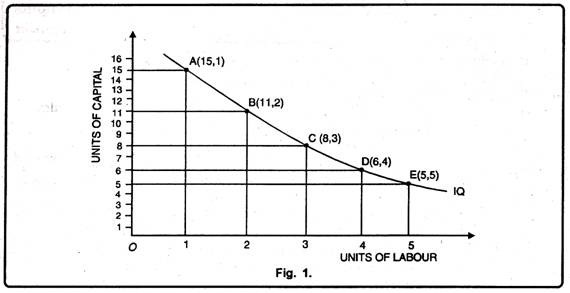 UNITS OF CAPITAL
16
15
14
13
12
11
10
9
8
7
6
5
4
3
2
1
A(15,1)
B(11,2)
C (8,3)
D(6,4)
E(5,5)
IQ
O 1 2 3 4 5
UNITS OF LABOUR
Fig. 1.